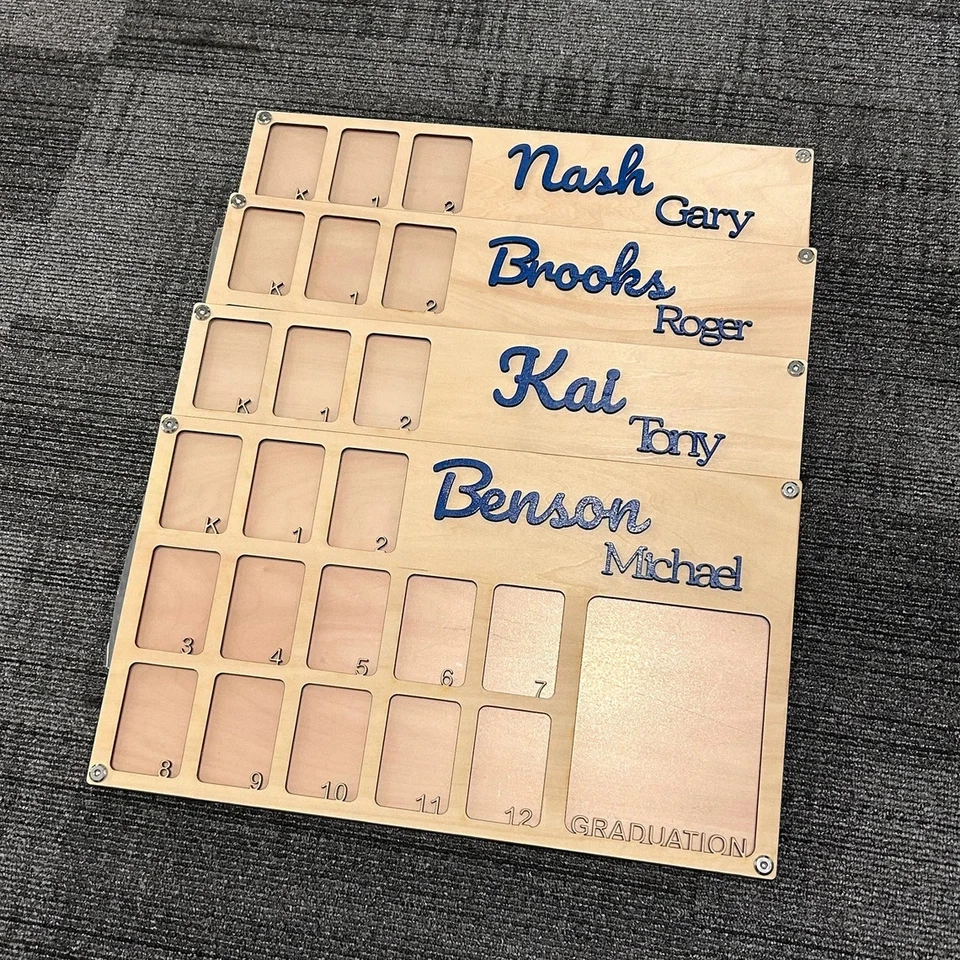 K 1 2 Nash
Gary
K 1 2 Brooks
Roger
K 1 2 Kai
Tony
K 1 2 Benson
Michael
3 4 5 6 7
8 9 10 11 12
GRADUATION